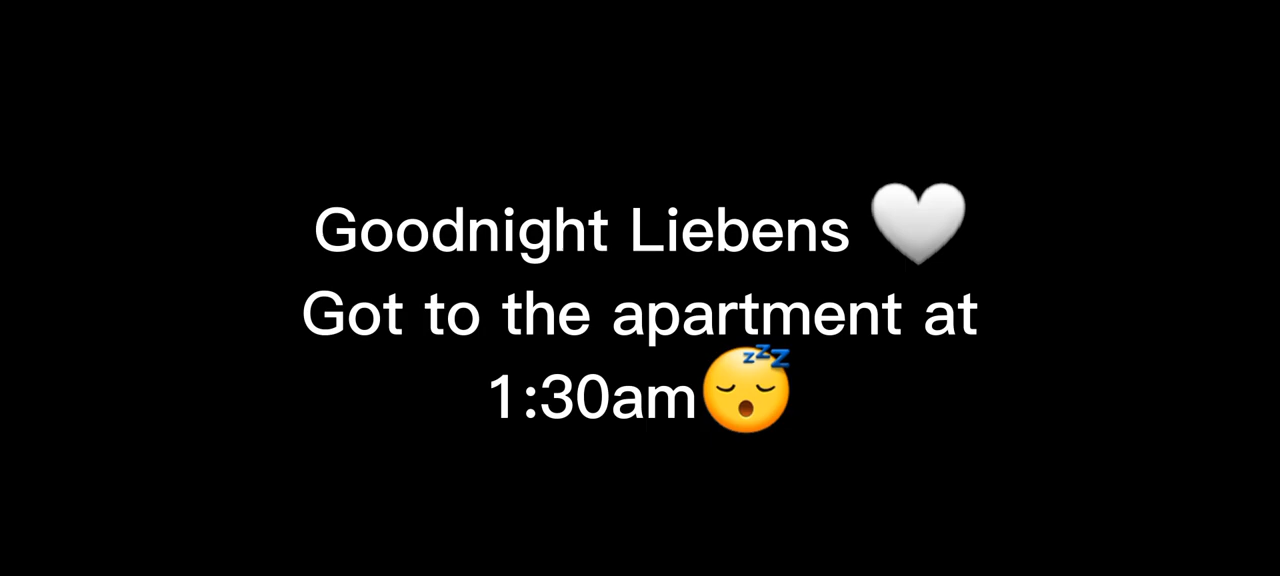 Goodnight Liebens 🤍
Got to the apartment at
1:30am😴